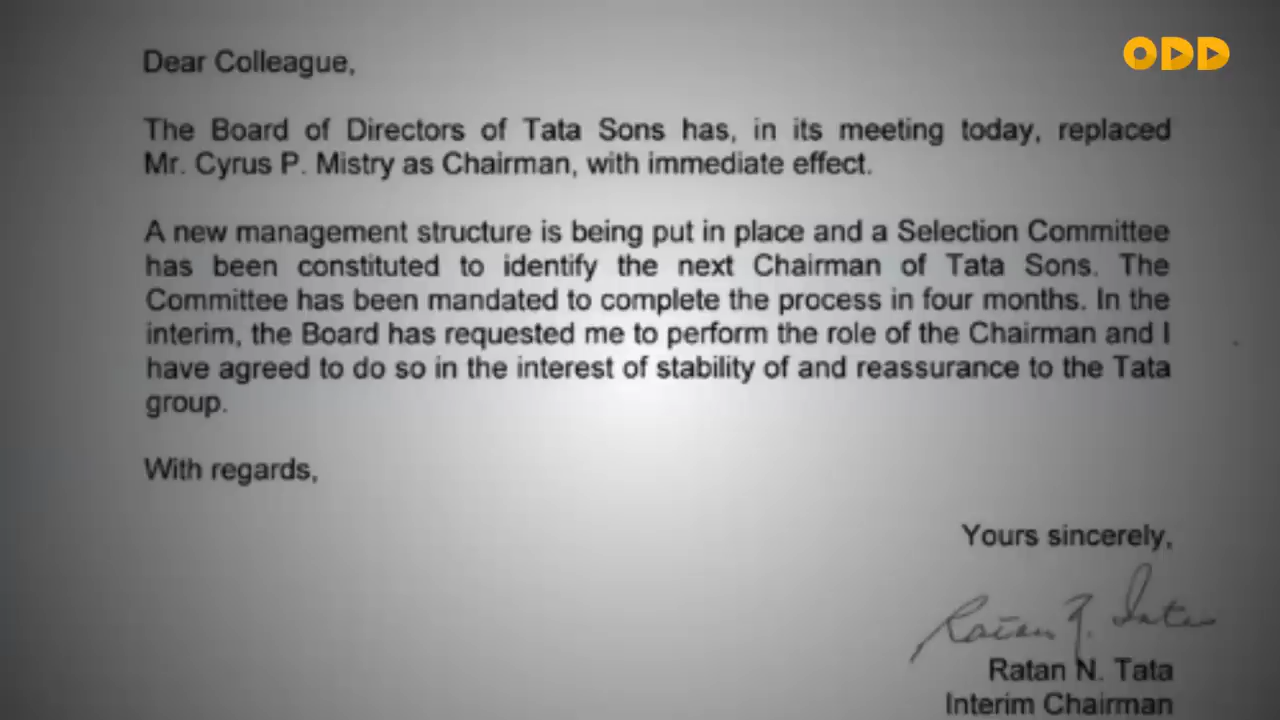 ODD
Dear Colleague,
The Board of Directors of Tata Sons has, in its meeting today, replaced
Mr. Cyrus P. Mistry as Chairman, with immediate effect.
A new management structure is being put in place and a Selection Committee
has been constituted to identify the next Chairman of Tata Sons. The
Committee has been mandated to complete the process in four months. In the
interim, the Board has requested me to perform the role of the Chairman and I
have agreed to do so in the interest of stability of and reassurance to the Tata
group.
With regards,
Yours sincerely,
Ratan N. Tata
Ratan N. Tata
Interim Chairman